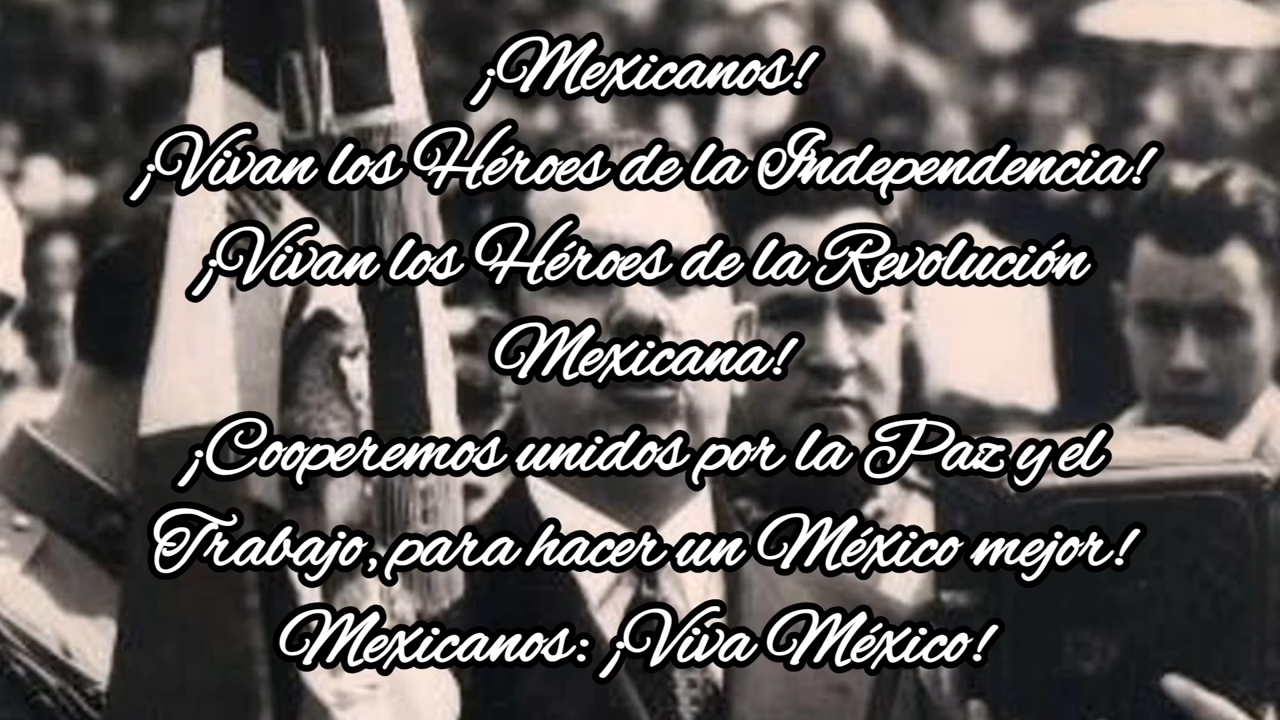 ¡Mexicanos!
¡Vivan los Héroes de la Independencia!
¡Vivan los Héroes de la Revolución
Mexicana!
¡Cooperemos unidos por la Paz y el
Trabajo, para hacer un México mejor!
Mexicanos: ¡Viva México!